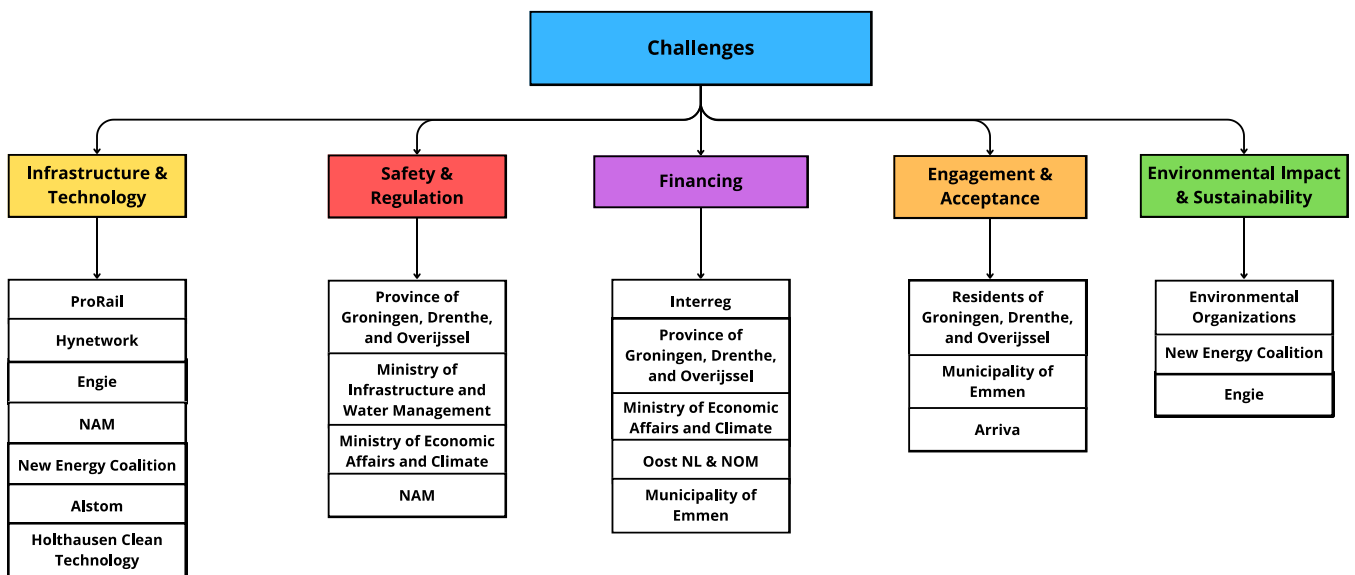 Challenges
Infrastructure &
Technology
ProRail
Hynetwork
Engie
NAM
New Energy Coalition
Alstom
Holthausen Clean
Technology
Safety &
Regulation
Province of
Groningen, Drenthe,
and Overijssel
Ministry of
Infrastructure and
Water Management
Ministry of Economic
Affairs and Climate
NAM
Financing
Interreg
Province of
Groningen, Drenthe,
and Overijssel
Ministry of Economic
Affairs and Climate
Oost NL & NOM
Municipality of
Emmen
Engagement &
Acceptance
Residents of
Groningen, Drenthe,
and Overijssel
Municipality of
Emmen
Arriva
Environmental Impact
& Sustainability
Environmental
Organizations
New Energy Coalition
Engie